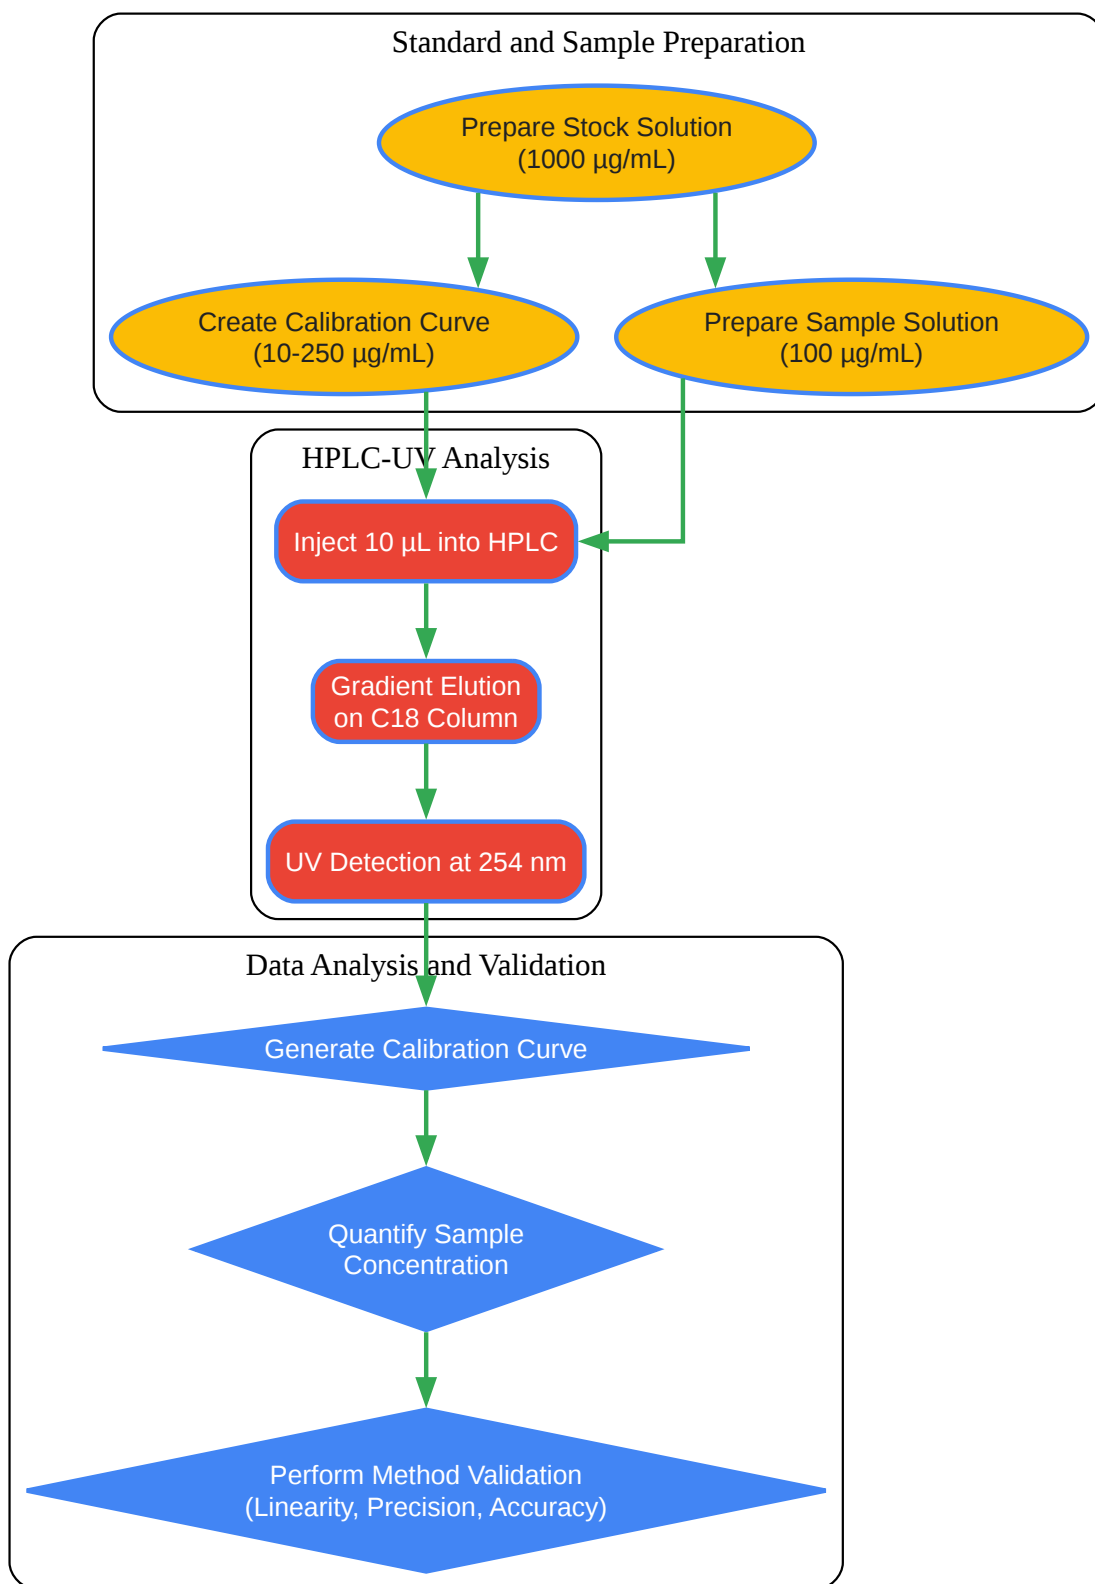 Standard and Sample Preparation
Prepare Stock Solution
(1000 µg/mL)
Create Calibration Curve
(10-250 µg/mL)
Prepare Sample Solution
(100 µg/mL)
HPLC-UV Analysis
Inject 10 µL into HPLC
Gradient Elution
on C18 Column
UV Detection at 254 nm
Data Analysis and Validation
Generate Calibration Curve
Quantify Sample
Concentration
Perform Method Validation
(Linearity, Precision, Accuracy)